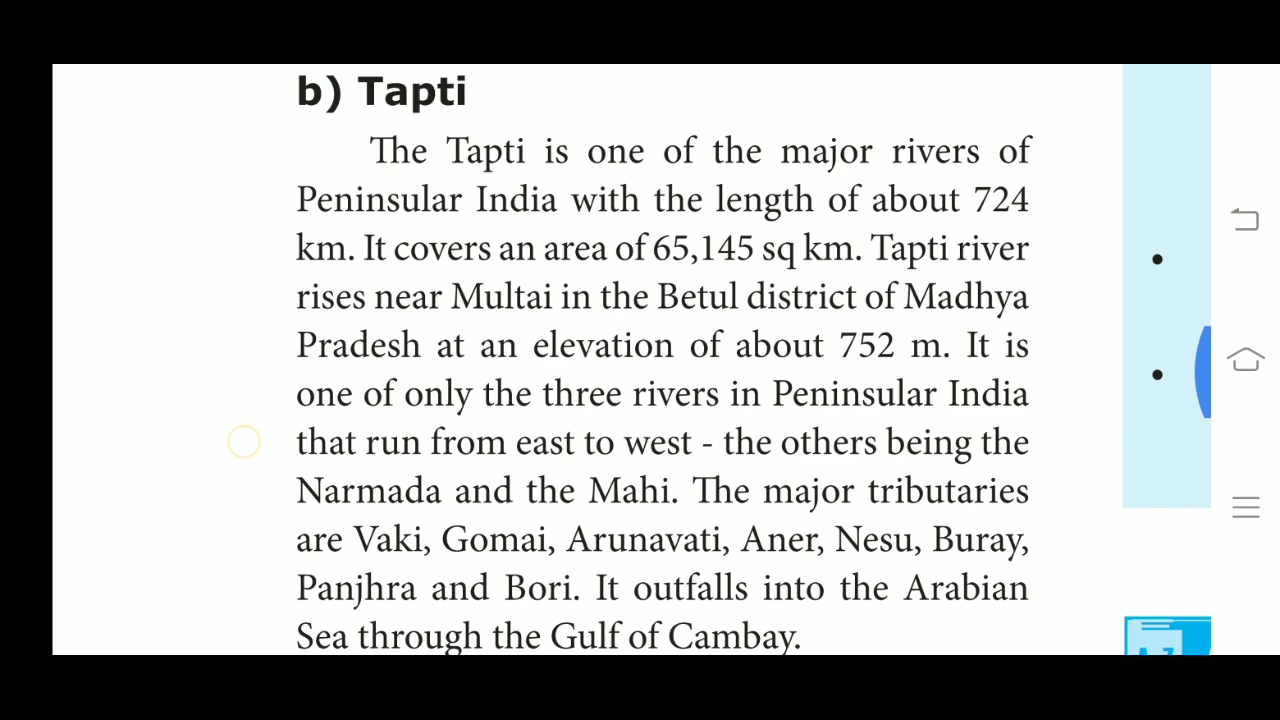 b) Tapti
The Tapti is one of the major rivers of
Peninsular India with the length of about 724
km. It covers an area of 65,145 sq km. Tapti river
rises near Multai in the Betul district of Madhya
Pradesh at an elevation of about 752 m. It is
one of only the three rivers in Peninsular India
that run from east to west - the others being the
Narmada and the Mahi. The major tributaries
are Vaki, Gomai, Arunavati, Aner, Nesu, Buray,
Panjhra and Bori. It outfalls into the Arabian
Sea through the Gulf of Cambay.